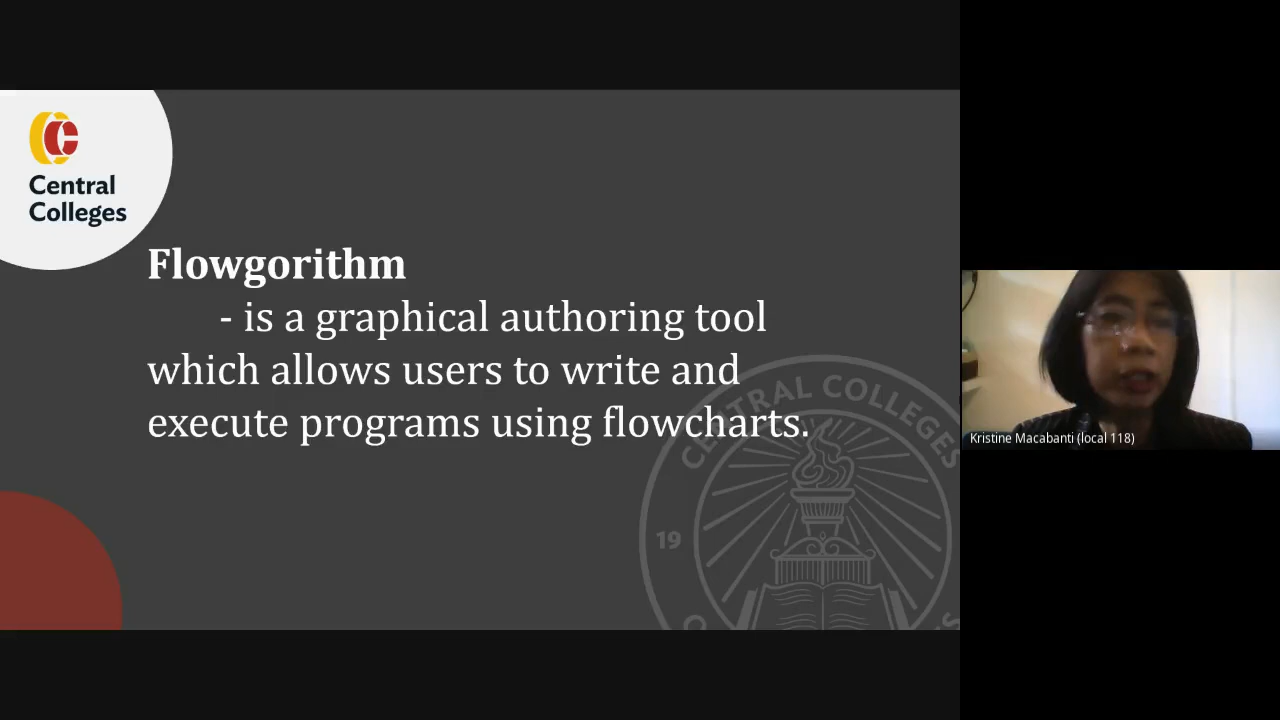 Central
Colleges
Flowgorithm
- is a graphical authoring tool
which allows users to write and
execute programs using flowcharts.
CENTRAL COLLEGES
19
Kristine Macabanti (local 118)